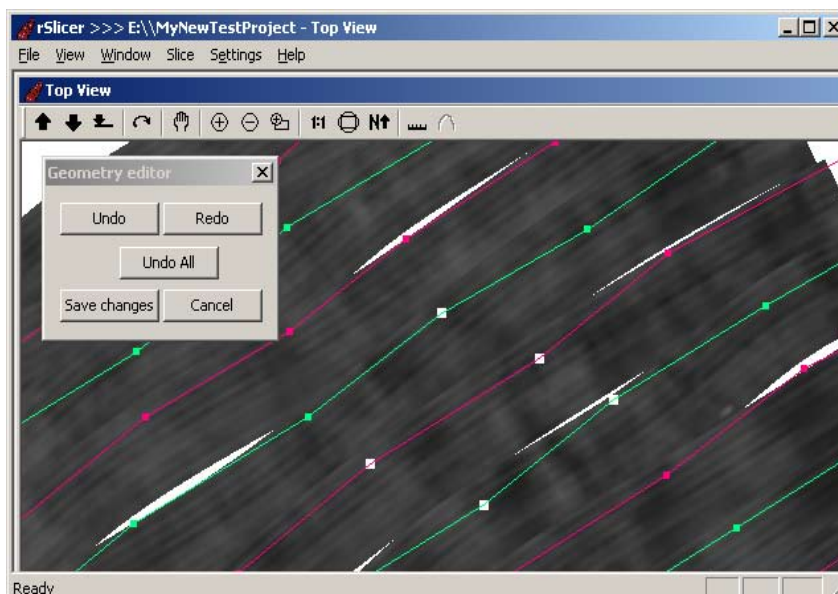 rSlicer >>> E:\\MyNewTestProject - Top View
File View Window Slice Settings Help
Top View
1:1 N
Geometry editor
Undo Redo
Undo All
Save changes Cancel
Ready